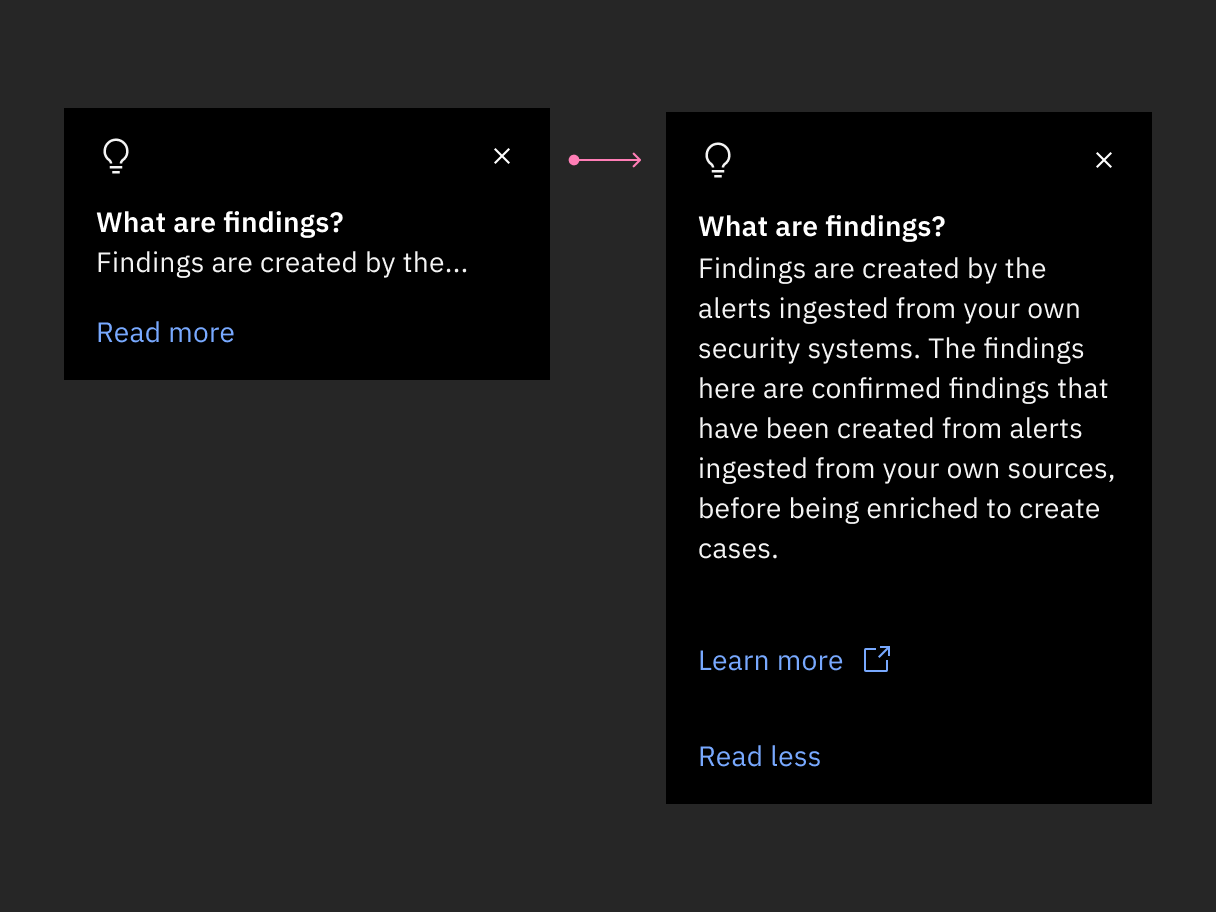 What are findings?
Findings are created by the...
Read more
What are findings?
Findings are created by the
alerts ingested from your own
security systems. The findings
here are confirmed findings that
have been created from alerts
ingested from your own sources,
before being enriched to create
cases.
Learn more
Read less